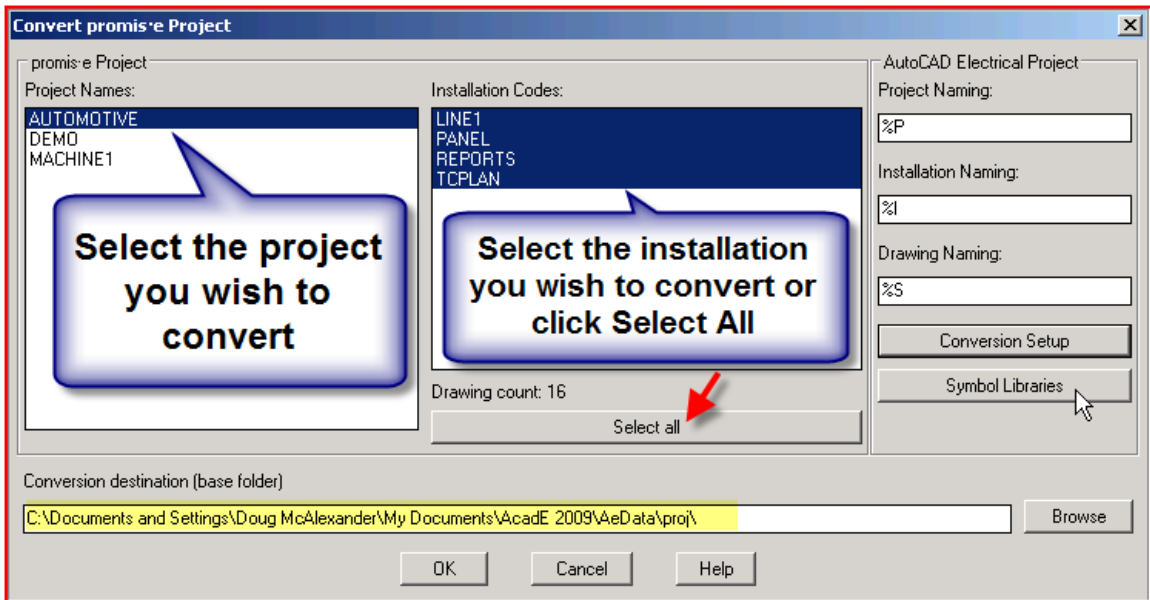 Convert promis·e Project
promis·e Project
Project Names:
AUTOMOTIVE
DEMO
MACHINE1
Select the project
you wish to
convert
Installation Codes:
LINE1
PANEL
REPORTS
TCPLAN
Select the installation
you wish to convert or
click Select All
Drawing count: 16
Select all
AutoCAD Electrical Project
Project Naming:
%P
Installation Naming:
%I
Drawing Naming:
%S
Conversion Setup
Symbol Libraries
Conversion destination (base folder)
C:\Documents and Settings\Doug McAlexander\My Documents\AcadE 2009\AeData\proj\
Browse
OK
Cancel
Help